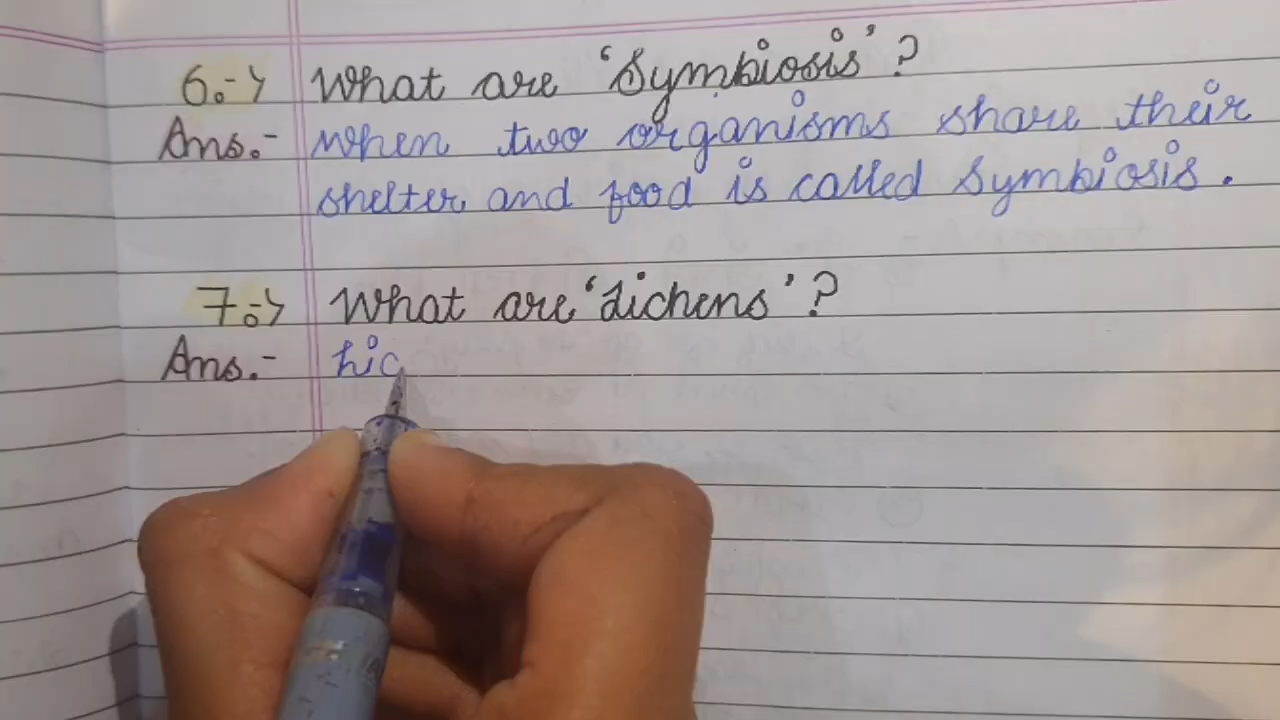 6.→ What are 'Symbiosis'?
Ans.- When two organisms share their
shelter and food is called Symbiosis.
7.→ What are 'Lichens'?
Ans.- Lic